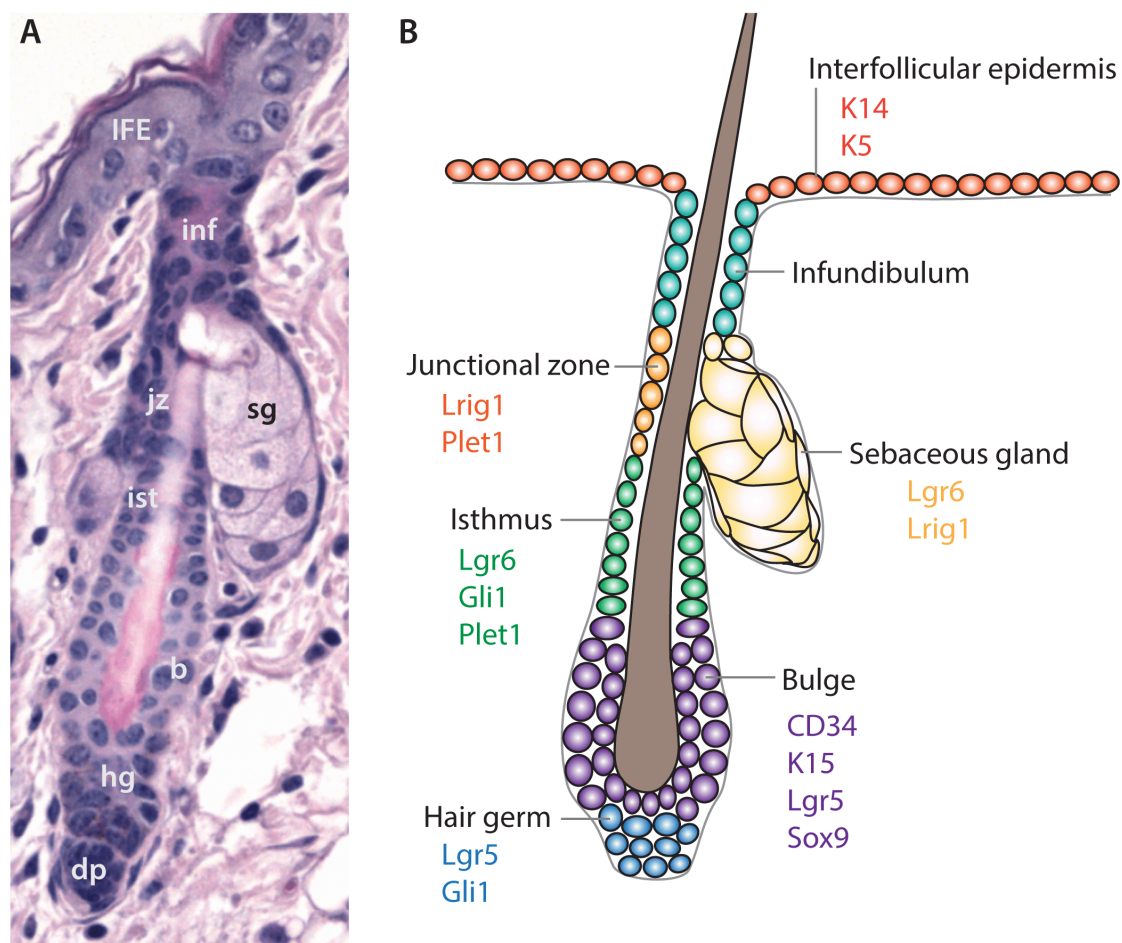 A
IFE
inf
jz
sg
ist
b
hg
dp
B
Interfollicular epidermis
K14
K5
Infundibulum
Junctional zone
Lrig1
Plet1
Sebaceous gland
Lgr6
Lrig1
Isthmus
Lgr6
Gli1
Plet1
Bulge
CD34
K15
Lgr5
Sox9
Hair germ
Lgr5
Gli1